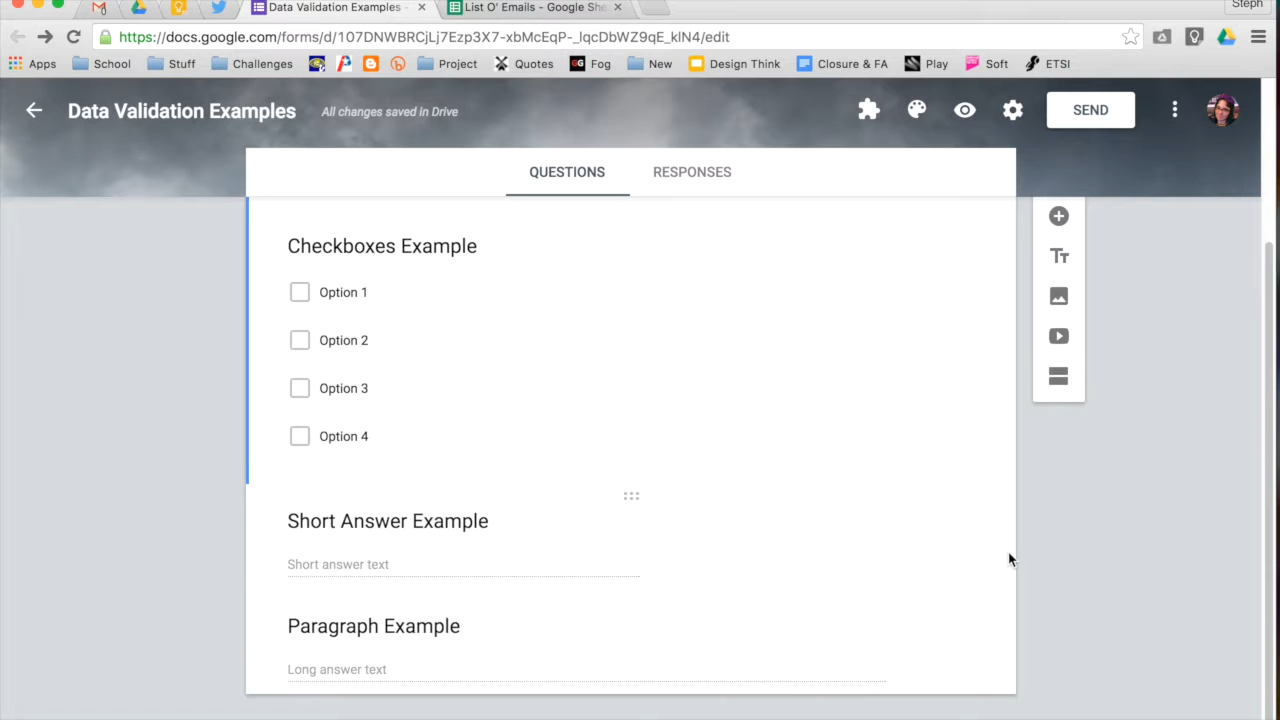 Data Validation Examples -
List O' Emails - Google She
Steph
https://docs.google.com/forms/d/107DNWBRCjLj7Ezp3X7-xbMcEqP-_lqcDbWZ9qE_klN4/edit
Apps School Stuff Challenges Project Quotes GG Fog New Design Think Closure & FA Play Soft ETSI
Data Validation Examples All changes saved in Drive SEND
QUESTIONS RESPONSES
Checkboxes Example
Option 1
Option 2
Option 3
Option 4
Short Answer Example
Short answer text
Paragraph Example
Long answer text